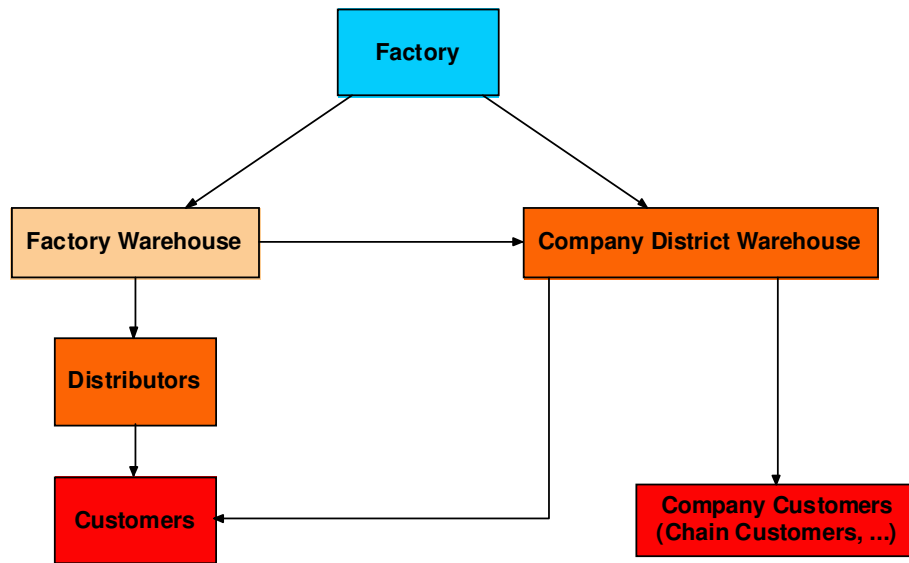 Factory
Factory Warehouse
Company District Warehouse
Distributors
Customers
Company Customers
(Chain Customers, ...)